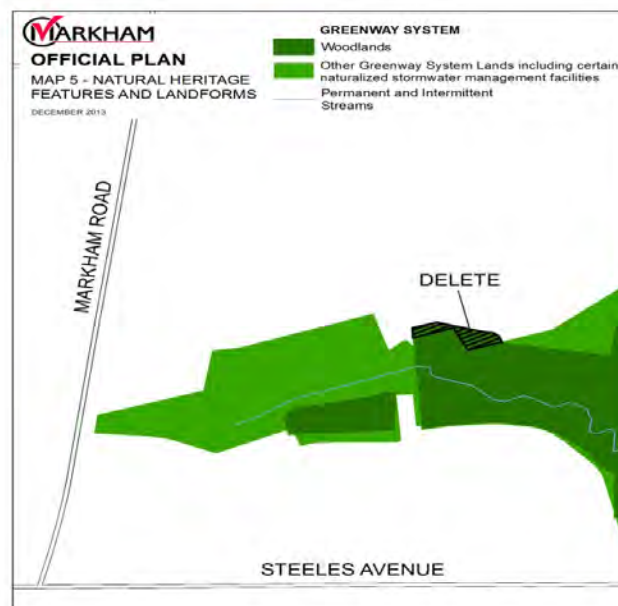 MARKHAM
OFFICIAL PLAN
MAP 5 - NATURAL HERITAGE
FEATURES AND LANDFORMS
DECEMBER 2013
GREENWAY SYSTEM
Woodlands
Other Greenway System Lands including certain
naturalized stormwater management facilities
Permanent and Intermittent
Streams
MARKHAM ROAD
DELETE
STEELES AVENUE